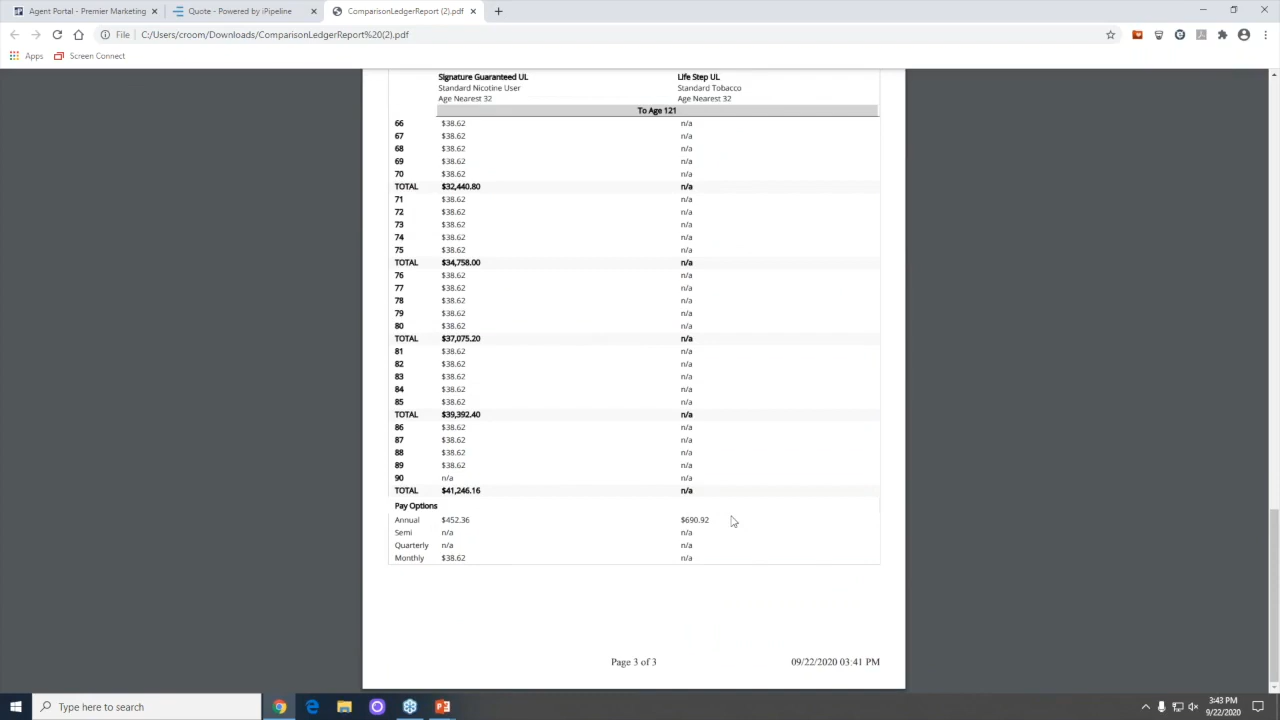 Agent Portal - Premier Marketing
Quote - Powered by iPipeline
ComparisonLedgerReport (2).pdf
File C:/Users/croom/Downloads/ComparisonLedgerReport%20(2).pdf
Apps Screen Connect
Signature Guaranteed UL Life Step UL
Standard Nicotine User Standard Tobacco
Age Nearest 32 Age Nearest 32
To Age 121
66 $38.62 n/a
67 $38.62 n/a
68 $38.62 n/a
69 $38.62 n/a
70 $38.62 n/a
TOTAL $32,440.80 n/a
71 $38.62 n/a
72 $38.62 n/a
73 $38.62 n/a
74 $38.62 n/a
75 $38.62 n/a
TOTAL $34,758.00 n/a
76 $38.62 n/a
77 $38.62 n/a
78 $38.62 n/a
79 $38.62 n/a
80 $38.62 n/a
TOTAL $37,075.20 n/a
81 $38.62 n/a
82 $38.62 n/a
83 $38.62 n/a
84 $38.62 n/a
85 $38.62 n/a
TOTAL $39,392.40 n/a
86 $38.62 n/a
87 $38.62 n/a
88 $38.62 n/a
89 $38.62 n/a
90 n/a n/a
TOTAL $41,246.16 n/a
Pay Options
Annual $452.36 $690.92
Semi n/a n/a
Quarterly n/a n/a
Monthly $38.62 n/a
Page 3 of 3 09/22/2020 03:41 PM
Type here to search
3:43 PM
9/22/2020